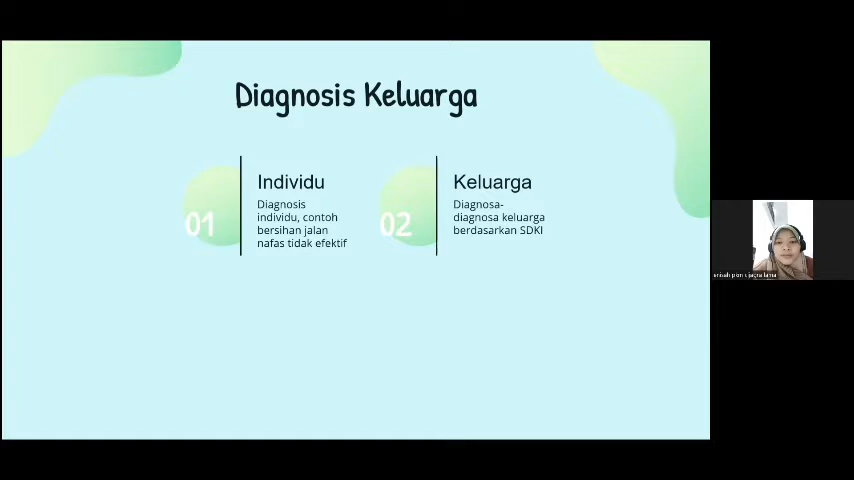 Diagnosis Keluarga
01
Individu
Diagnosis
individu, contoh
bersihan jalan
nafas tidak efektif
02
Keluarga
Diagnosa-
diagnosa keluarga
berdasarkan SDKI